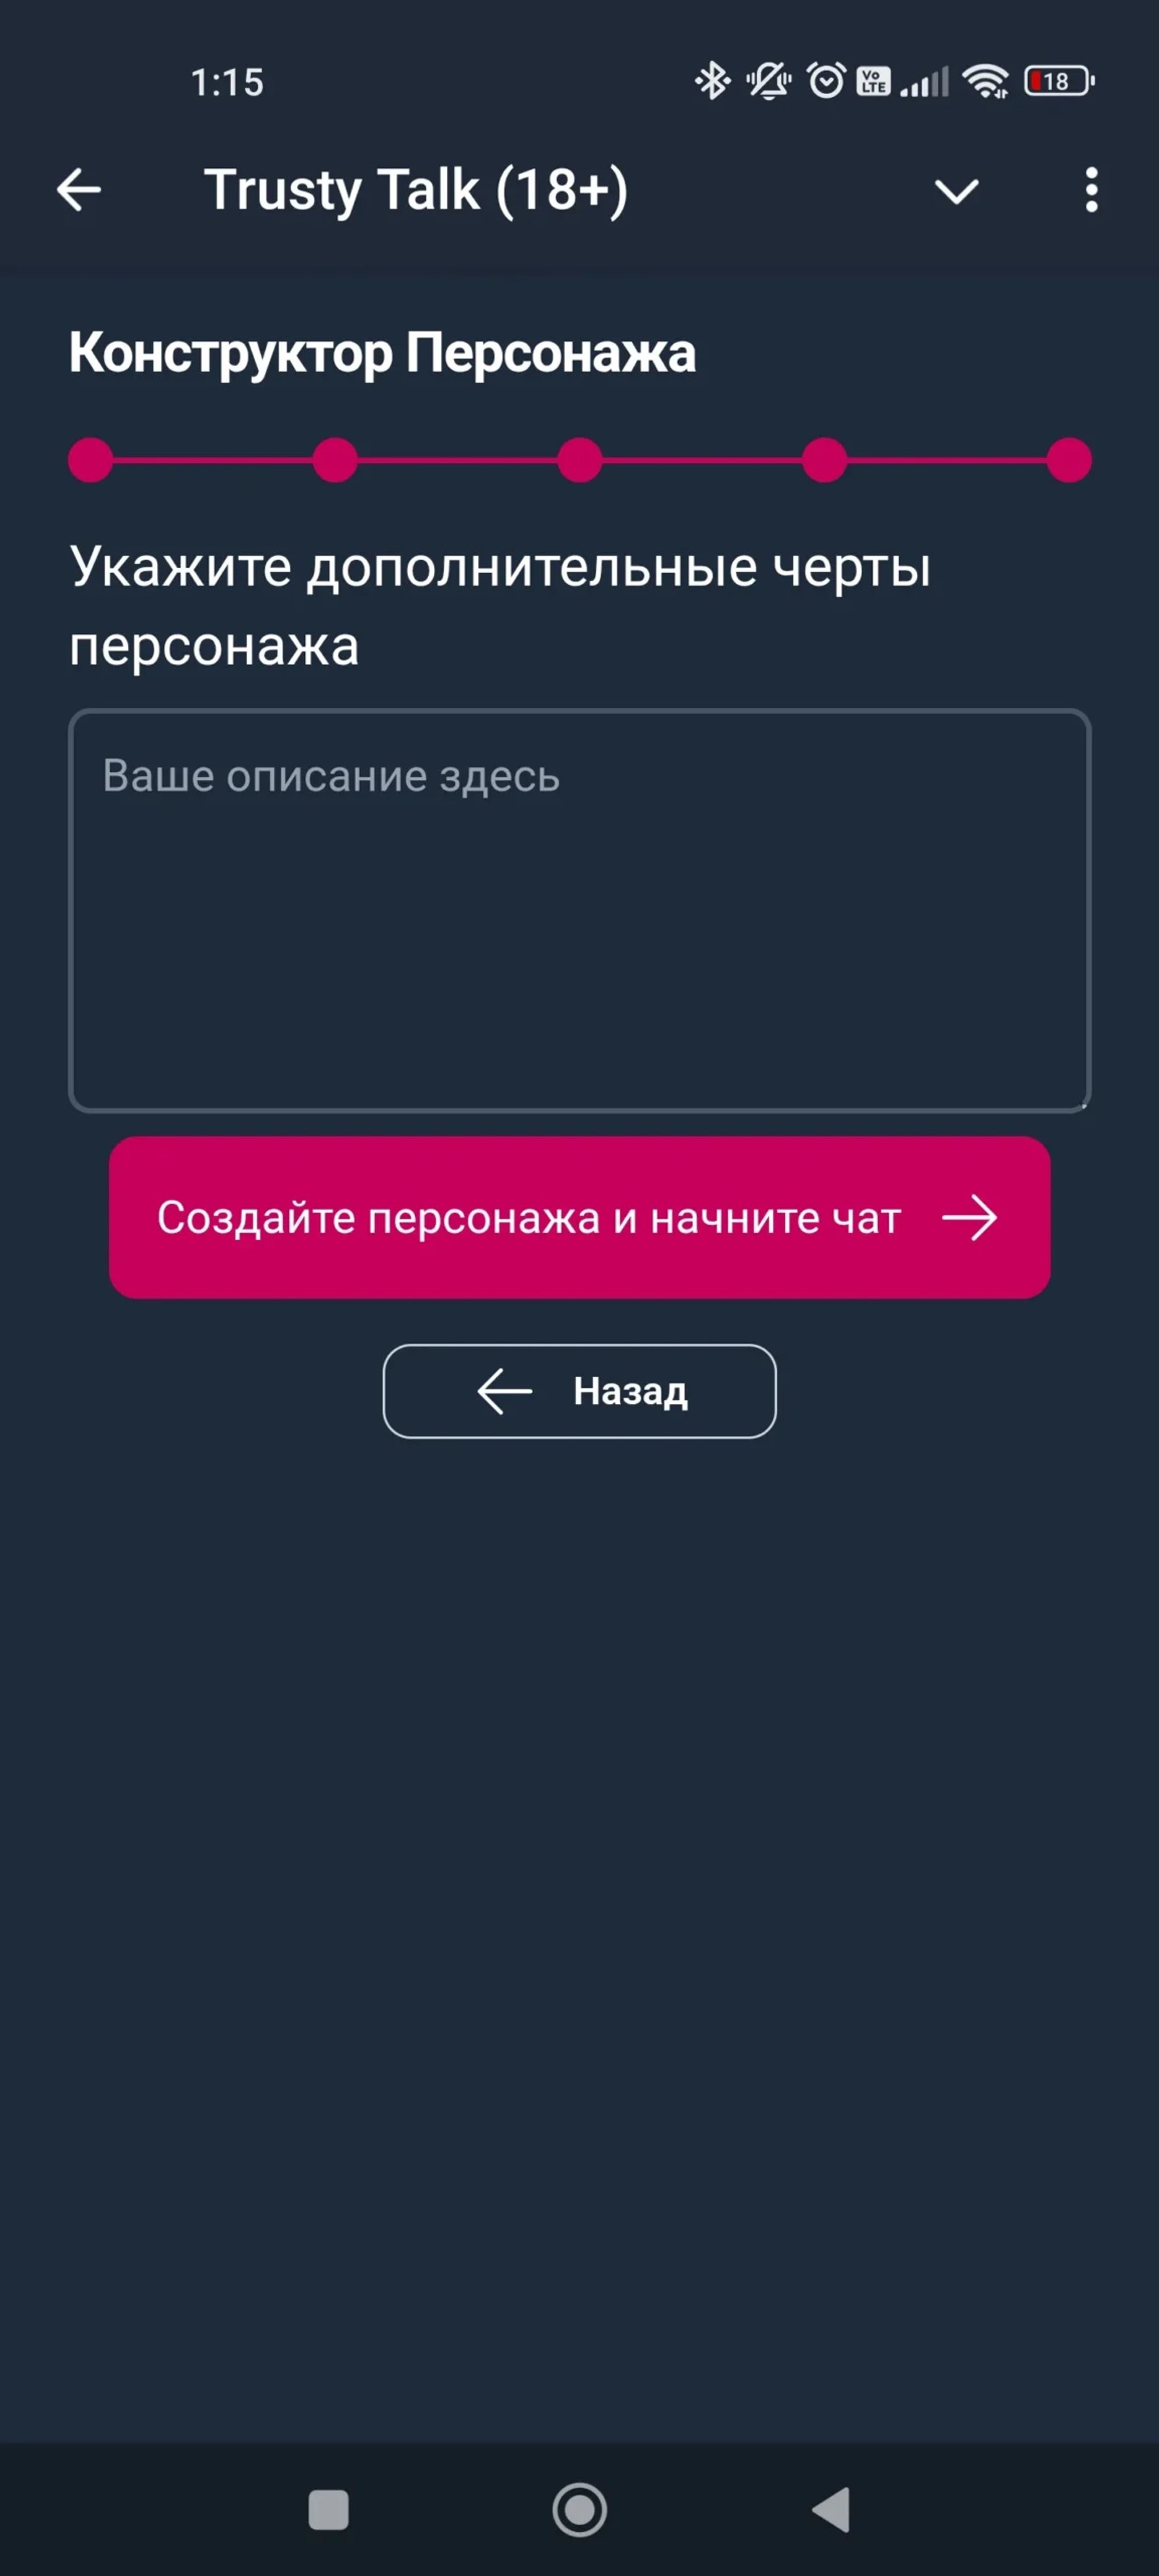 1:15
Vo
LTE
18
Trusty Talk (18+)
Конструктор Персонажа
Укажите дополнительные черты
персонажа
Ваше описание здесь
Создайте персонажа и начните чат
Назад